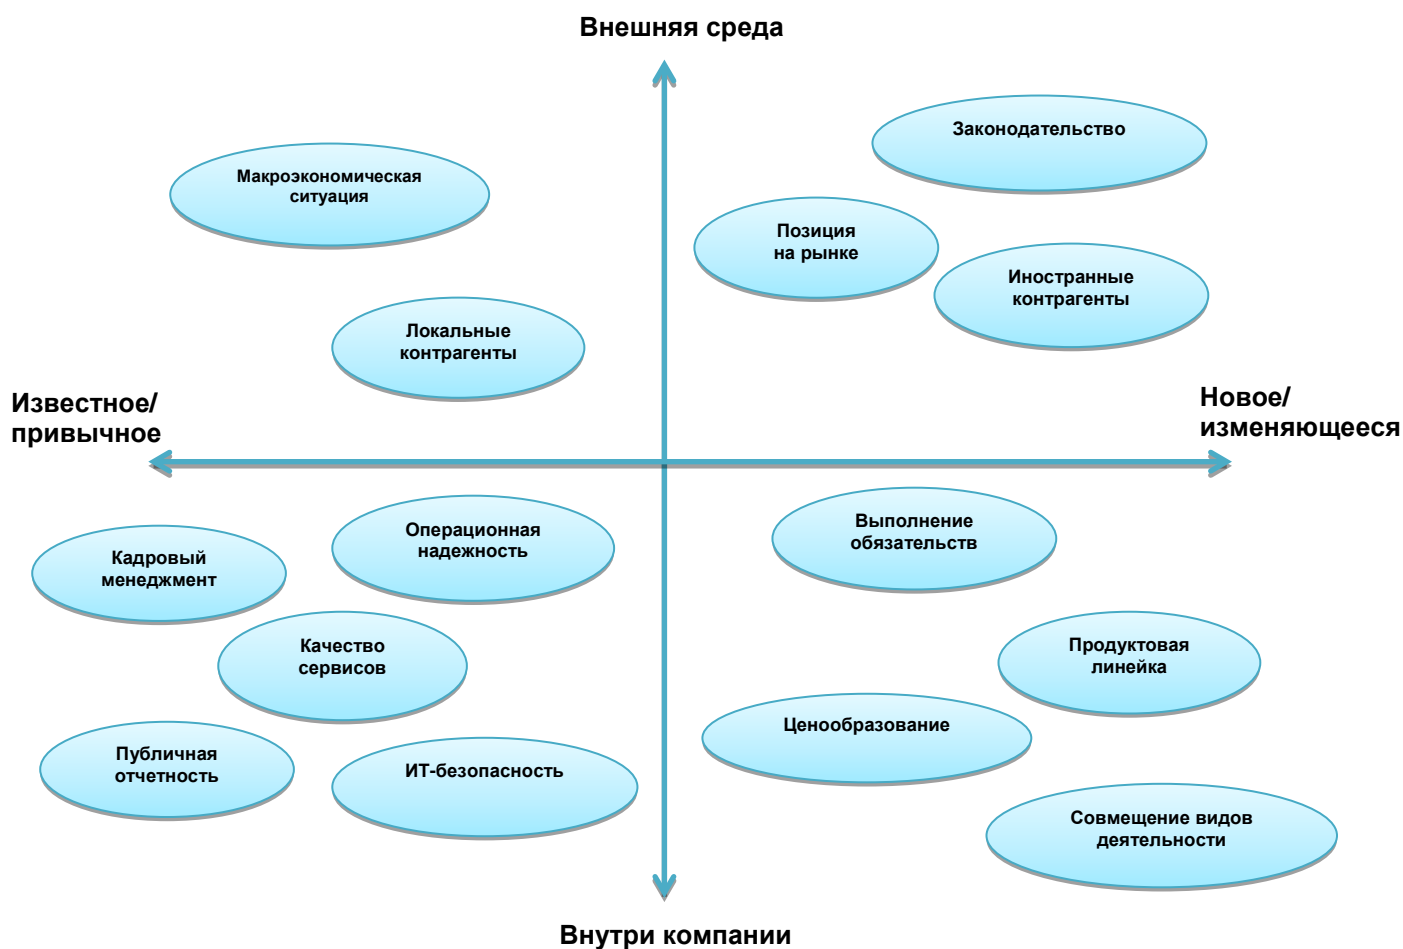 Внешняя среда
Законодательство
Макроэкономическая
ситуация
Позиция
на рынке
Иностранные
контрагенты
Локальные
контрагенты
Известное/
привычное
Новое/
изменяющееся
Операционная
надежность
Выполнение
обязательств
Кадровый
менеджмент
Качество
сервисов
Продуктовая
линейка
Ценообразование
Публичная
отчетность
ИТ-безопасность
Совмещение видов
деятельности
Внутри компании